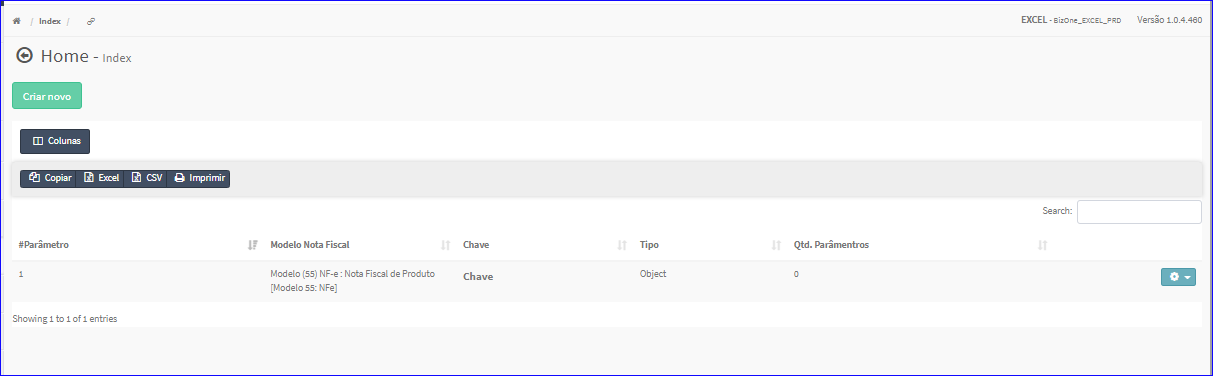 / Index /
EXCEL - BizOne_EXCEL_PRD Versão 1.0.4.460
Home - Index
Criar novo
Colunas
Copiar Excel CSV Imprimir
Search:
#Parâmetro Modelo Nota Fiscal Chave Tipo Qtd. Parâmentros
1 Modelo (55) NF-e : Nota Fiscal de Produto Chave Object 0
[Modelo 55: NFe]
Showing 1 to 1 of 1 entries